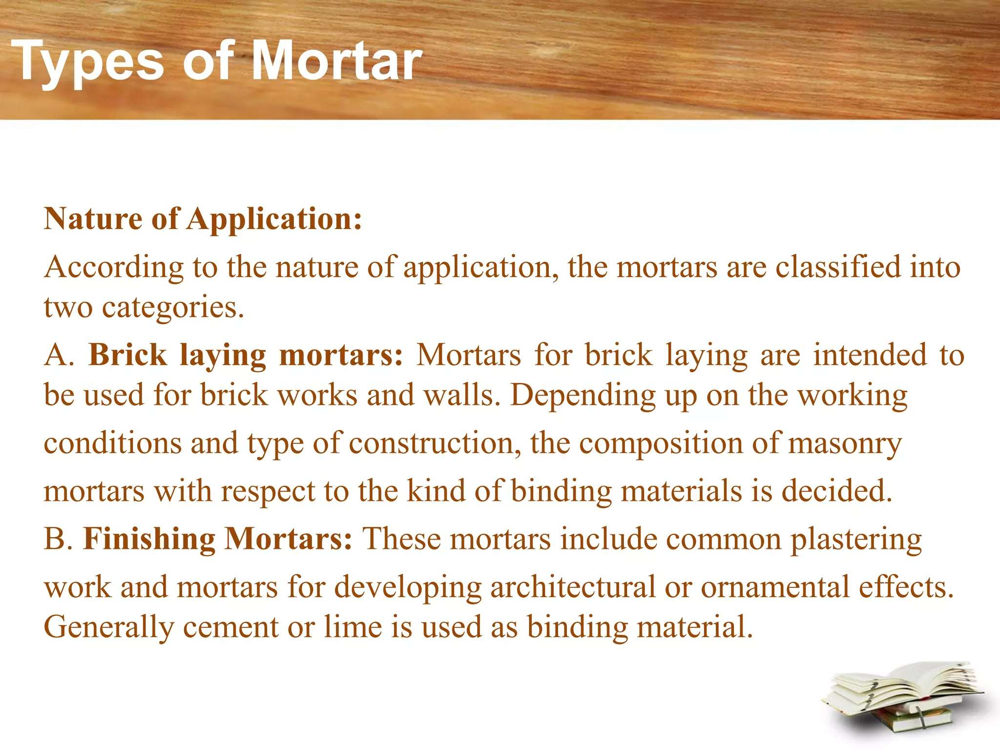 Types of Mortar
Nature of Application:
According to the nature of application, the mortars are classified into
two categories.
A. Brick laying mortars: Mortars for brick laying are intended to
be used for brick works and walls. Depending up on the working
conditions and type of construction, the composition of masonry
mortars with respect to the kind of binding materials is decided.
B. Finishing Mortars: These mortars include common plastering
work and mortars for developing architectural or ornamental effects.
Generally cement or lime is used as binding material.